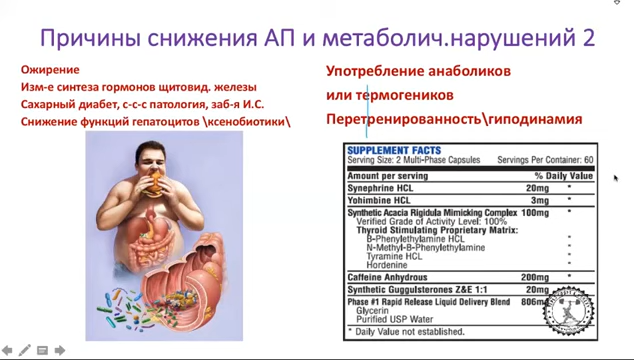 Причины снижения АП и метаболич.нарушений 2
Ожирение
Изм-е синтеза гормонов щитовид. железы
Сахарный диабет, с-с-с патология, заб-я И.С.
Снижение функций гепатоцитов \ксенобиотики\
Употребление анаболиков
или термогеников
Перетренированность\гиподинамия
SUPPLEMENT FACTS
Serving Size: 2 Multi-Phase Capsules Servings Per Container: 60
Amount per serving % Daily Value
Synephrine HCL 20mg *
Yohimbine HCL 3mg *
Synthetic Acacia Rigidula Mimicking Complex 100mg *
Verified Grade of Activity Level: 100%
Thyroid Stimulating Proprietary Matrix:
B-Phenylethylamine HCL *
N-Methyl-B-Phenylethylamine *
Tyramine HCL *
Hordenine *
Caffeine Anhydrous 200mg *
Synthetic Guggulsterones Z&E 1:1 20mg
Phase #1 Rapid Release Liquid Delivery Blend 806m
Glycerin
Purified USP Water
* Daily Value not established.